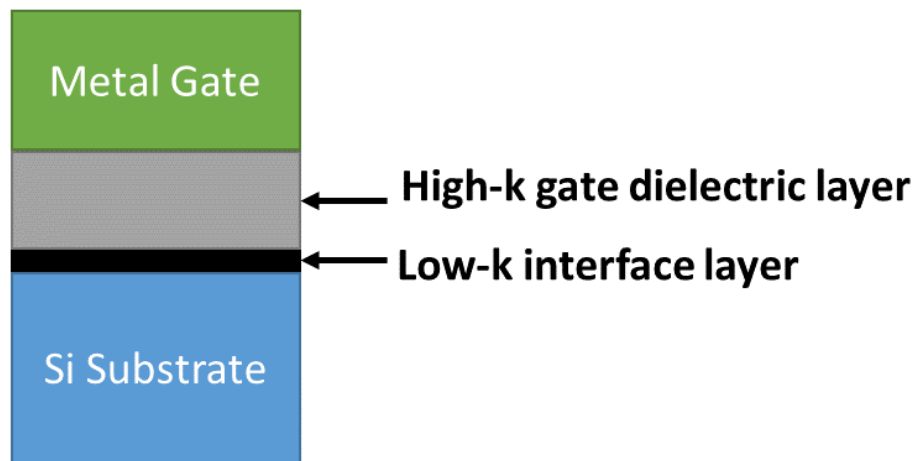 Metal Gate
High-k gate dielectric layer
Low-k interface layer
Si Substrate